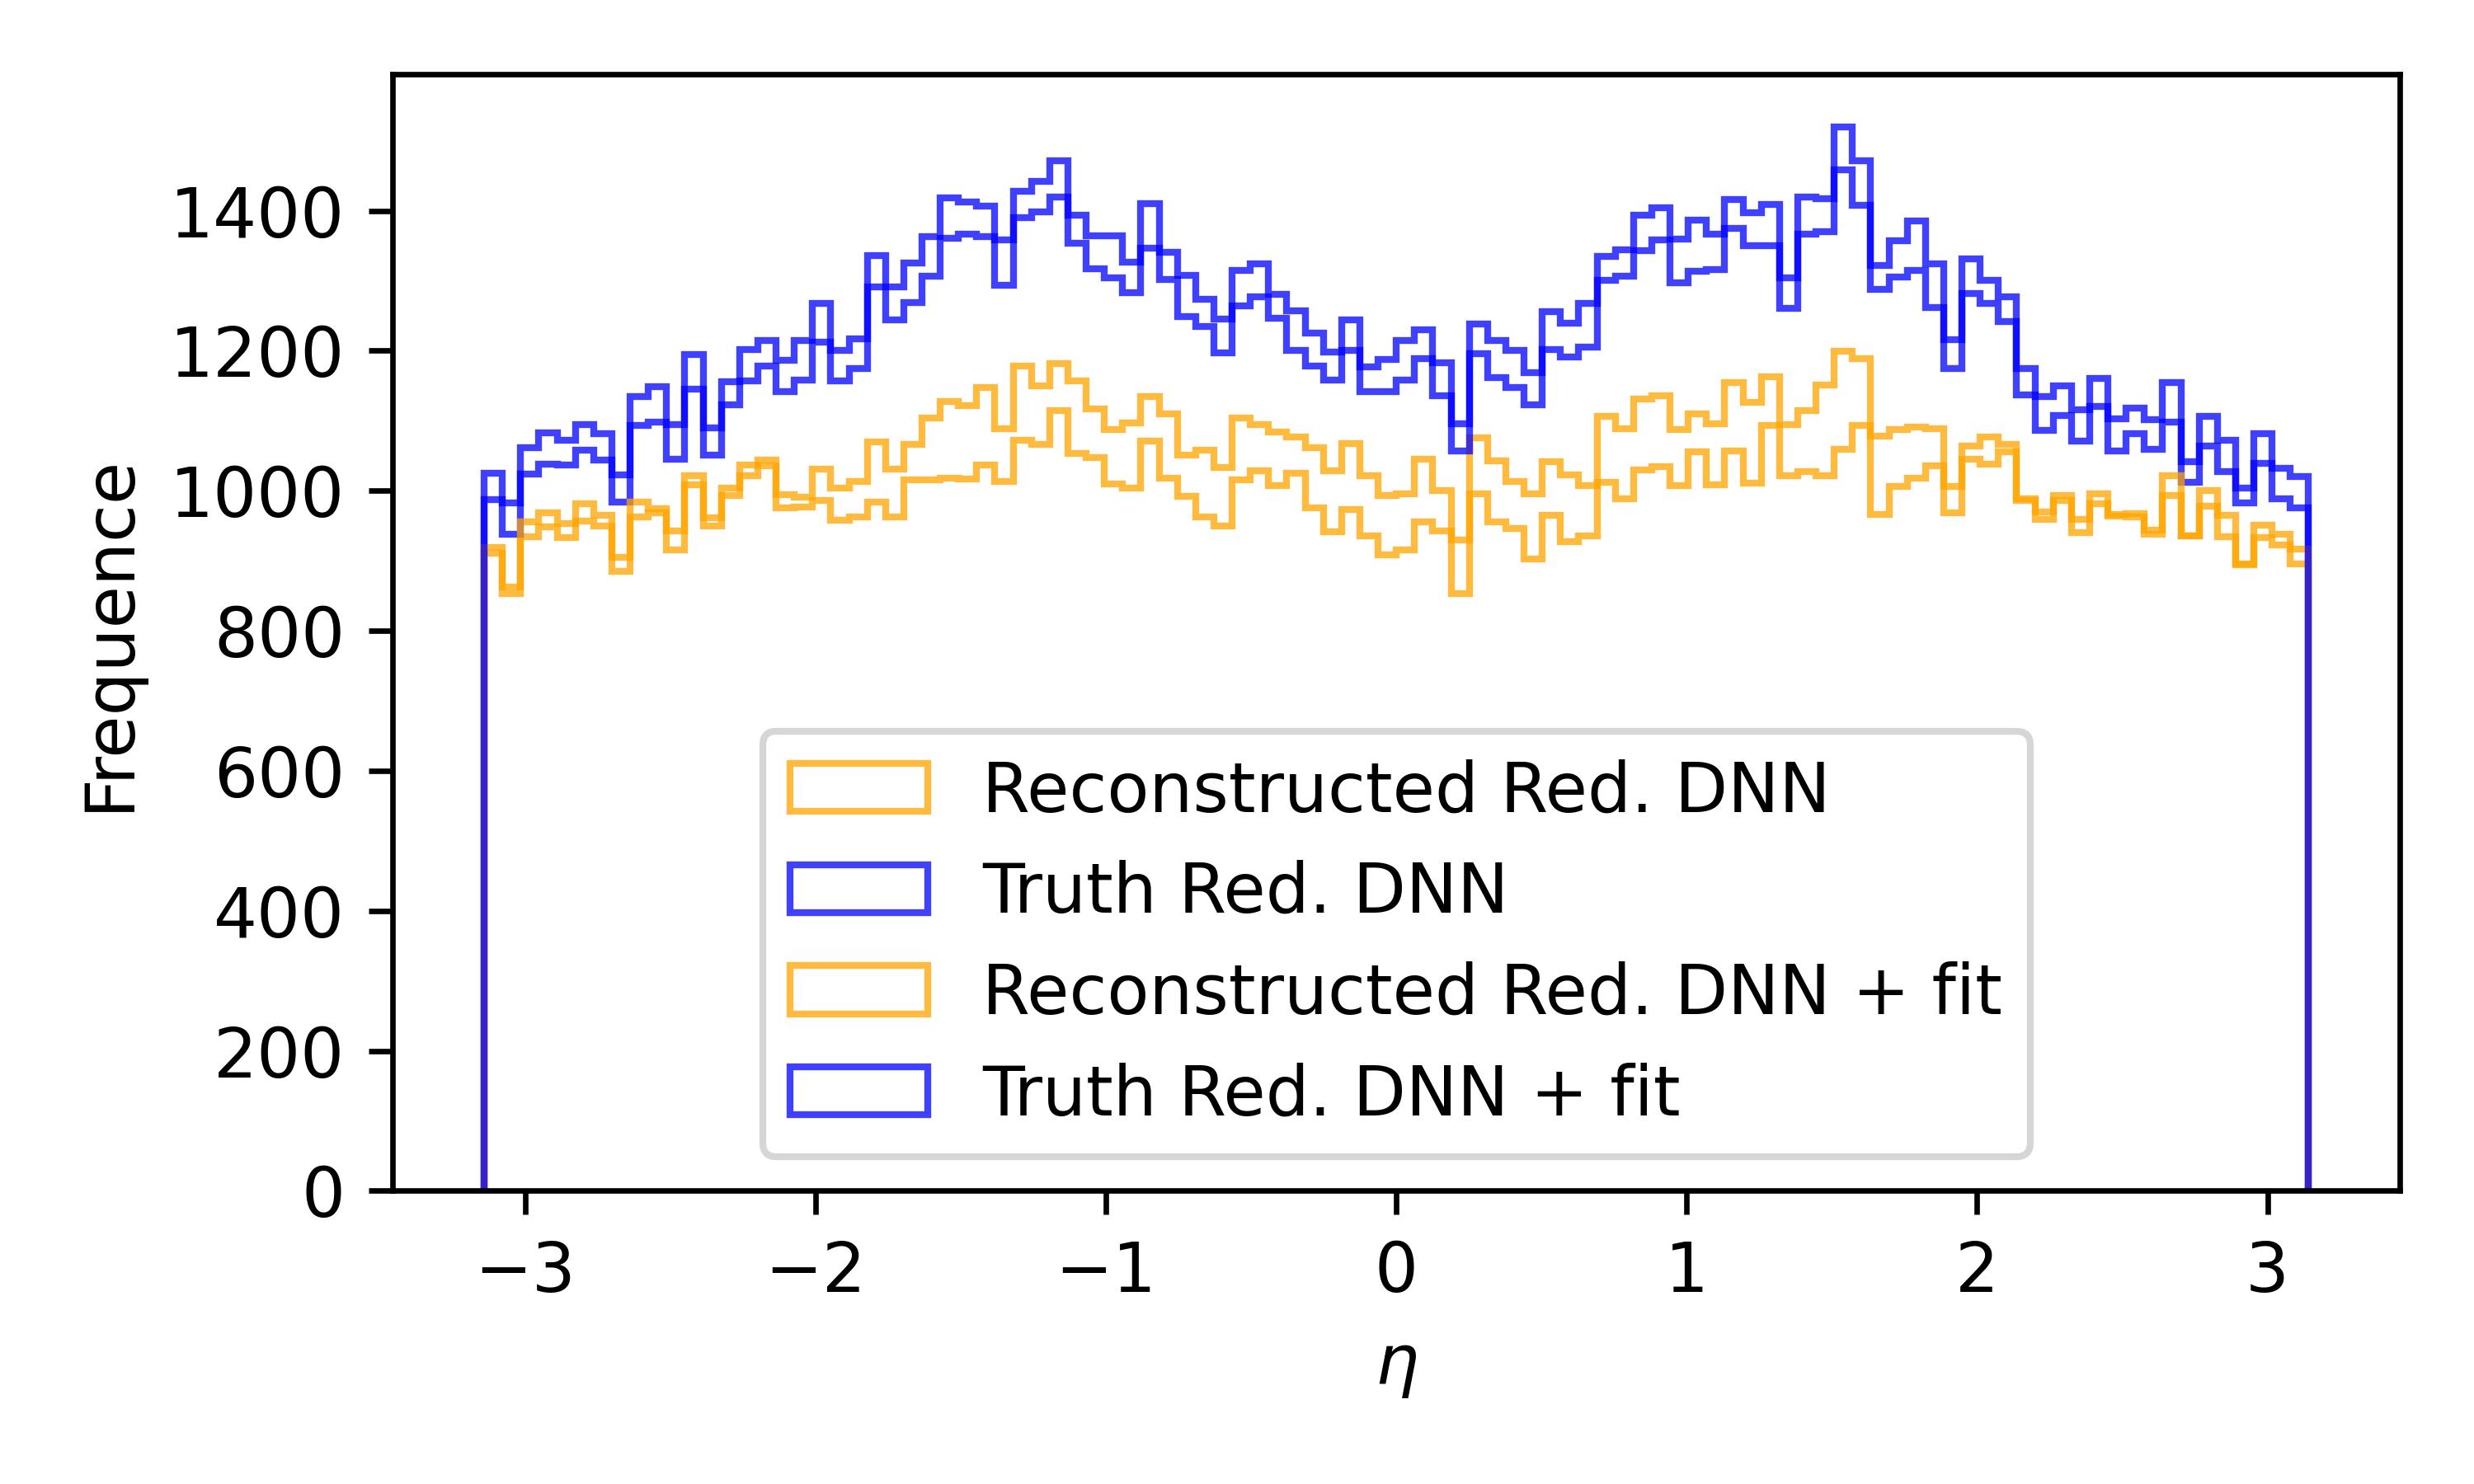 Frequence
1400
1200
1000
800
600
400
200
0
Reconstructed Red. DNN
Truth Red. DNN
Reconstructed Red. DNN + fit
Truth Red. DNN + fit
−3 −2 −1 0 1 2 3
η